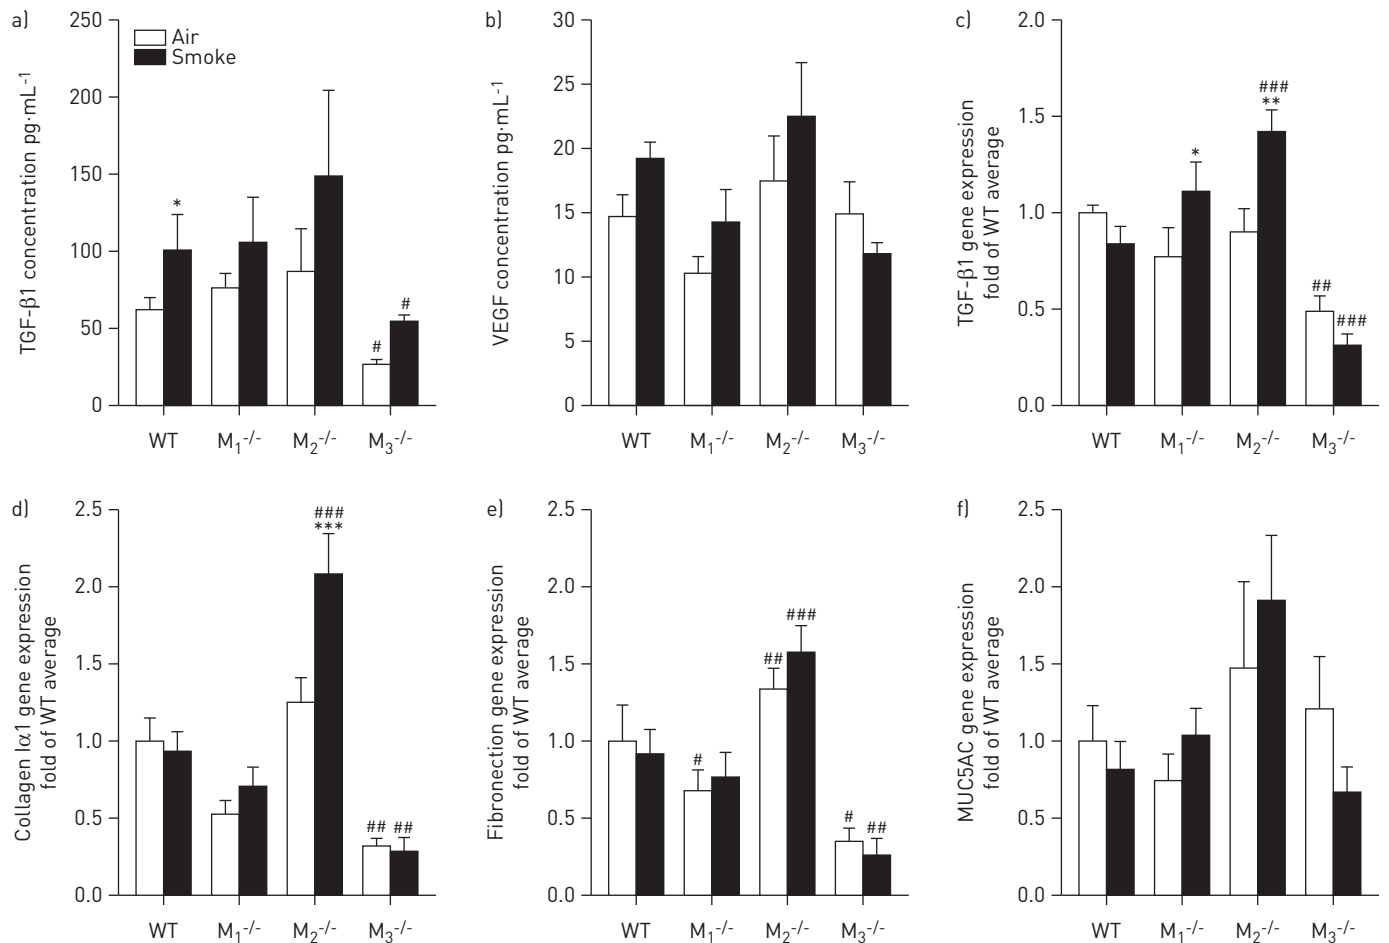 a)
250
200
150
100
50
0
TGF-β1 concentration pg·mL-1
Air
Smoke
*
#
#
WT M1-/- M2-/- M3-/-
b)
30
25
20
15
10
5
0
VEGF concentration pg·mL-1
WT M1-/- M2-/- M3-/-
c)
2.0
1.5
1.0
0.5
0.0
TGF-β1 gene expression
fold of WT average
*
###
**
##
###
WT M1-/- M2-/- M3-/-
d)
2.5
2.0
1.5
1.0
0.5
0.0
Collagen Iα1 gene expression
fold of WT average
###
***
## ##
WT M1-/- M2-/- M3-/-
e)
2.5
2.0
1.5
1.0
0.5
0.0
Fibronection gene expression
fold of WT average
#
##
###
#
##
WT M1-/- M2-/- M3-/-
f)
2.5
2.0
1.5
1.0
0.5
0.0
MUC5AC gene expression
fold of WT average
WT M1-/- M2-/- M3-/-